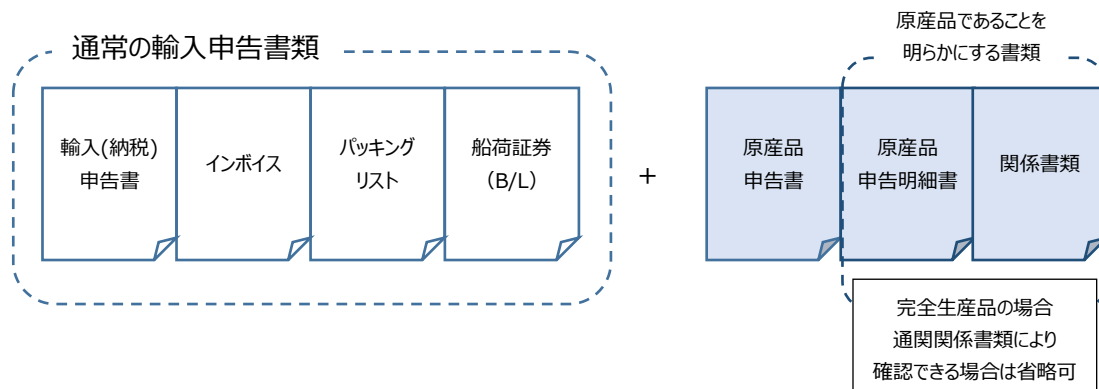 通常の輸入申告書類
原産品であることを
明らかにする書類
輸入(納税)
申告書
インボイス
パッキング
リスト
船荷証券
(B/L)
+
原産品
申告書
原産品
申告明細書
関係書類
完全生産品の場合
通関関係書類により
確認できる場合は省略可